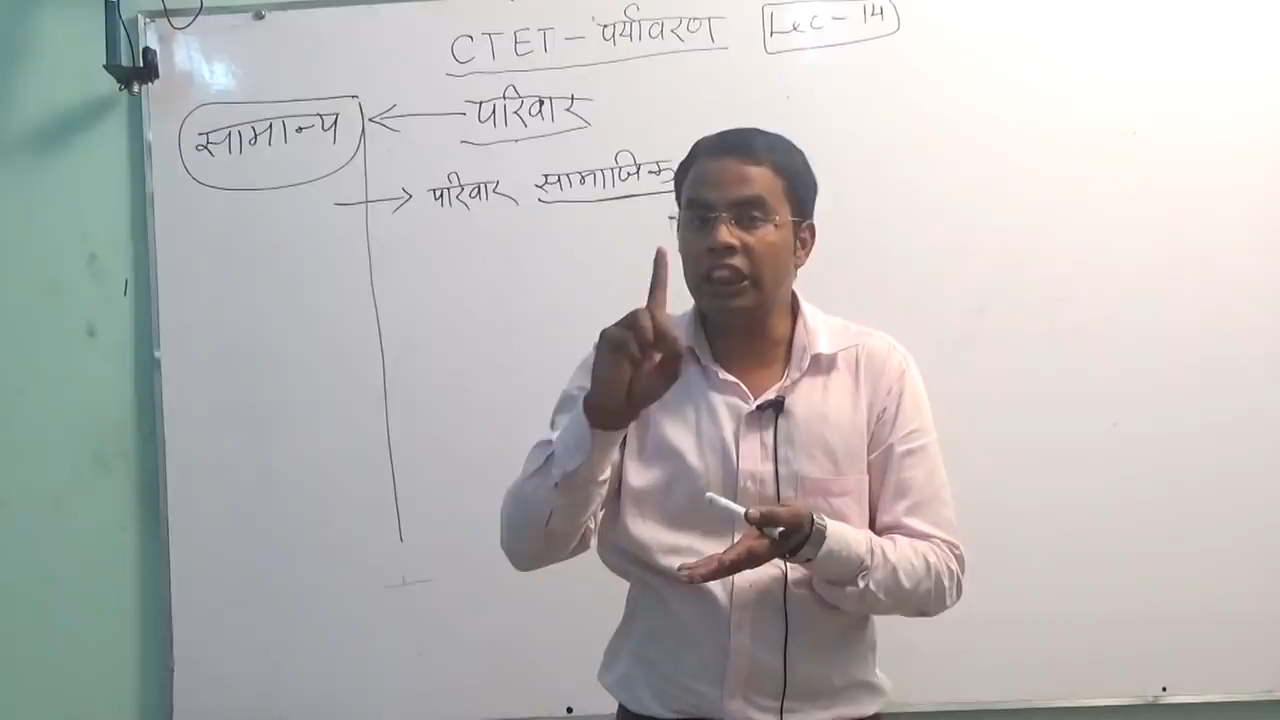 CTET - पर्यावरण Lec - 14
सामान्य ← परिवार
→ परिवार सामाजिक